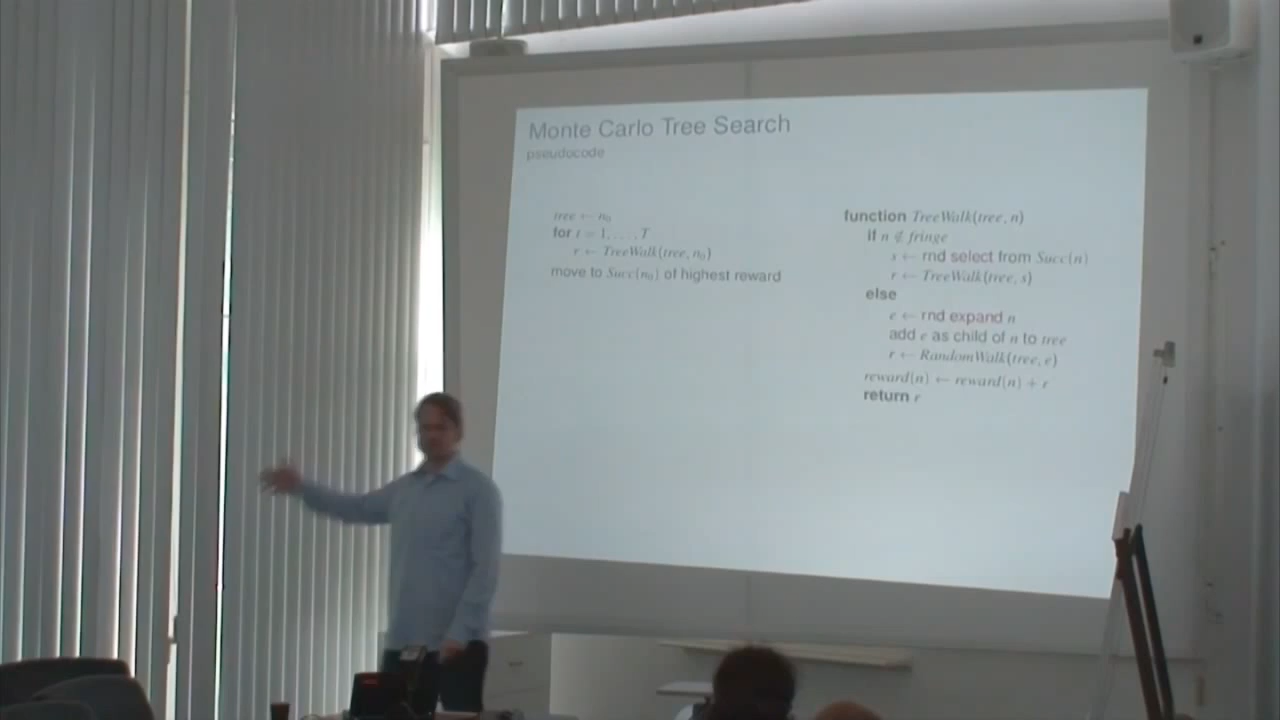 Monte Carlo Tree Search
pseudocode
tree ← n₀
for t = 1, . . . , T
r ← TreeWalk(tree, n₀)
move to Succ(n₀) of highest reward
function TreeWalk(tree, n)
if n ∉ fringe
s ← rnd select from Succ(n)
r ← TreeWalk(tree, s)
else
e ← rnd expand n
add e as child of n to tree
r ← RandomWalk(tree, e)
reward(n) ← reward(n) + r
return r